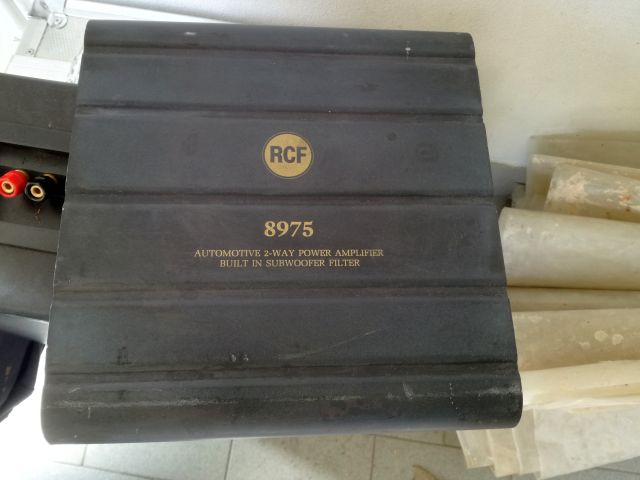 RCF
8975
AUTOMOTIVE 2-WAY POWER AMPLIFIER
BUILT IN SUBWOOFER FILTER